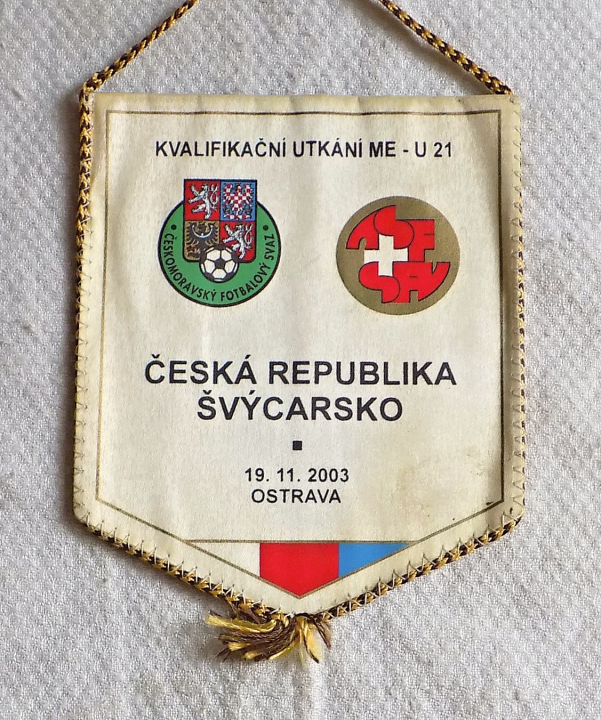 KVALIFIKAČNÍ UTKÁNÍ ME - U 21
ČESKOMORAVSKÝ FOTBALOVÝ SVAZ
ASF
SFV
ČESKÁ REPUBLIKA
ŠVÝCARSKO
19. 11. 2003
OSTRAVA